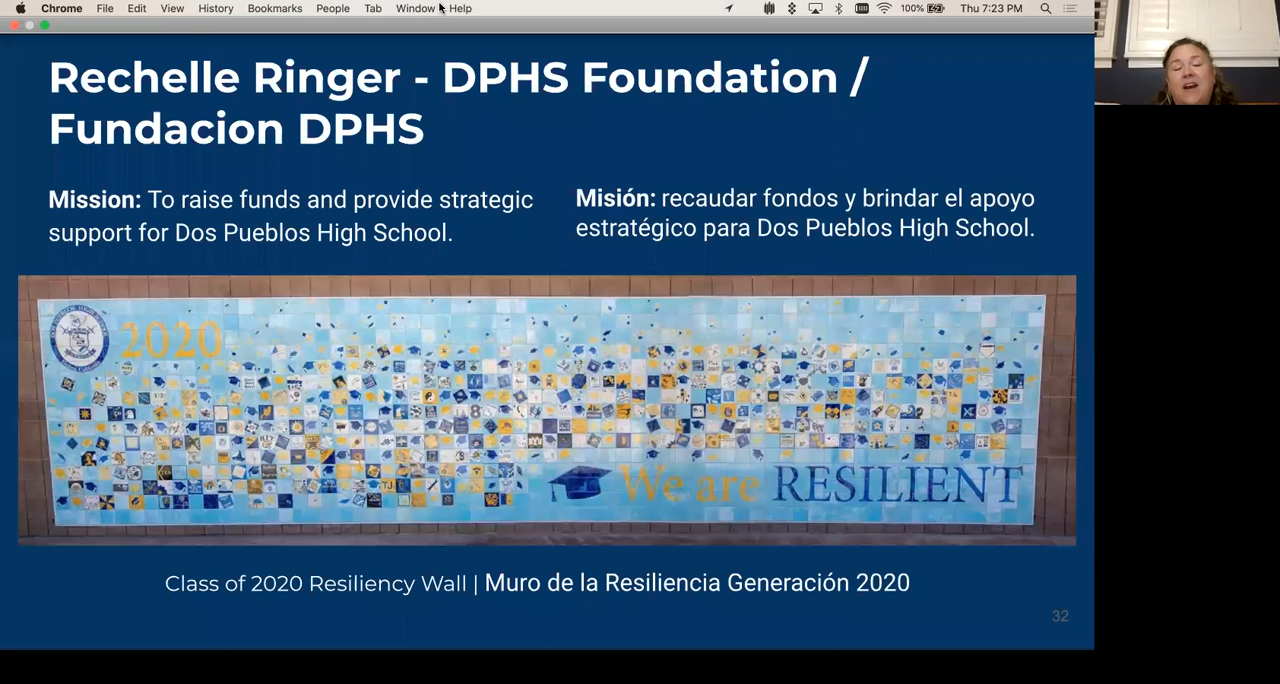 Chrome File Edit View History Bookmarks People Tab Window Help 100% Thu 7:23 PM
Rechelle Ringer - DPHS Foundation /
Fundacion DPHS
Mission: To raise funds and provide strategic
support for Dos Pueblos High School.
Misión: recaudar fondos y brindar el apoyo
estratégico para Dos Pueblos High School.
2020
We are RESILIENT
Class of 2020 Resiliency Wall | Muro de la Resiliencia Generación 2020
32